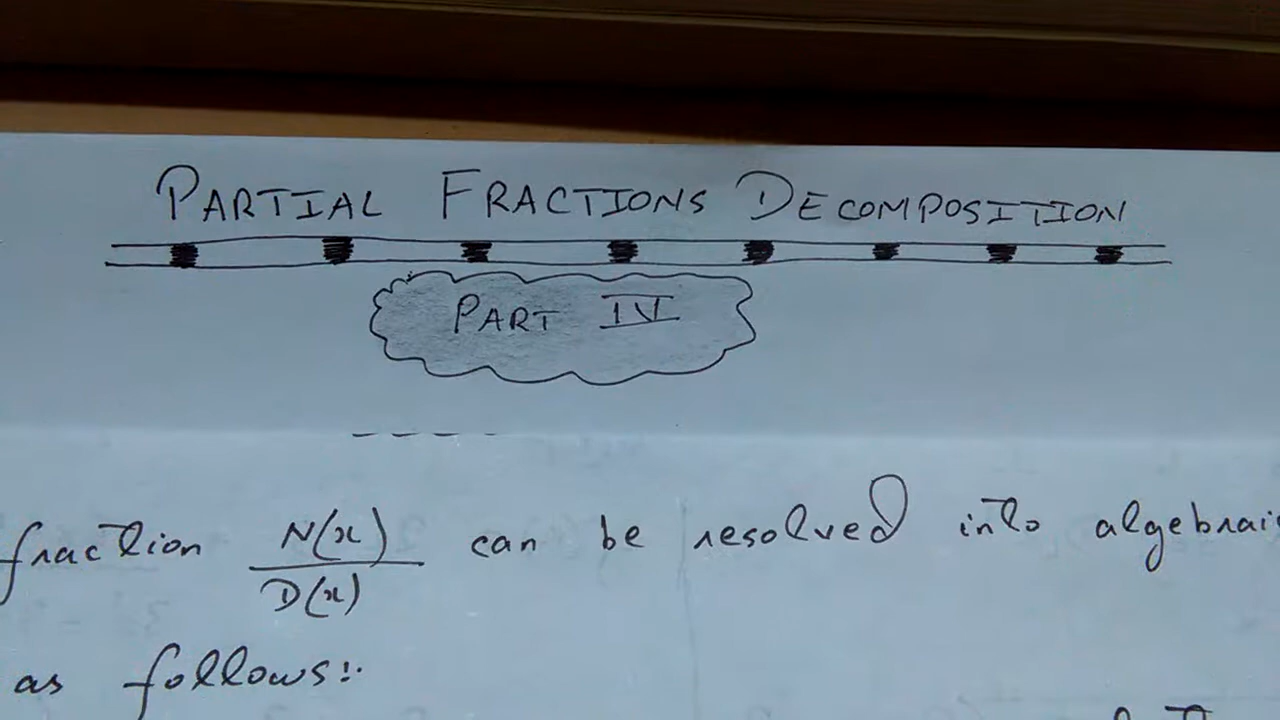 PARTIAL FRACTIONS DECOMPOSITION
PART IV
fraction N(x)/D(x) can be resolved into algebrai
as follows:-